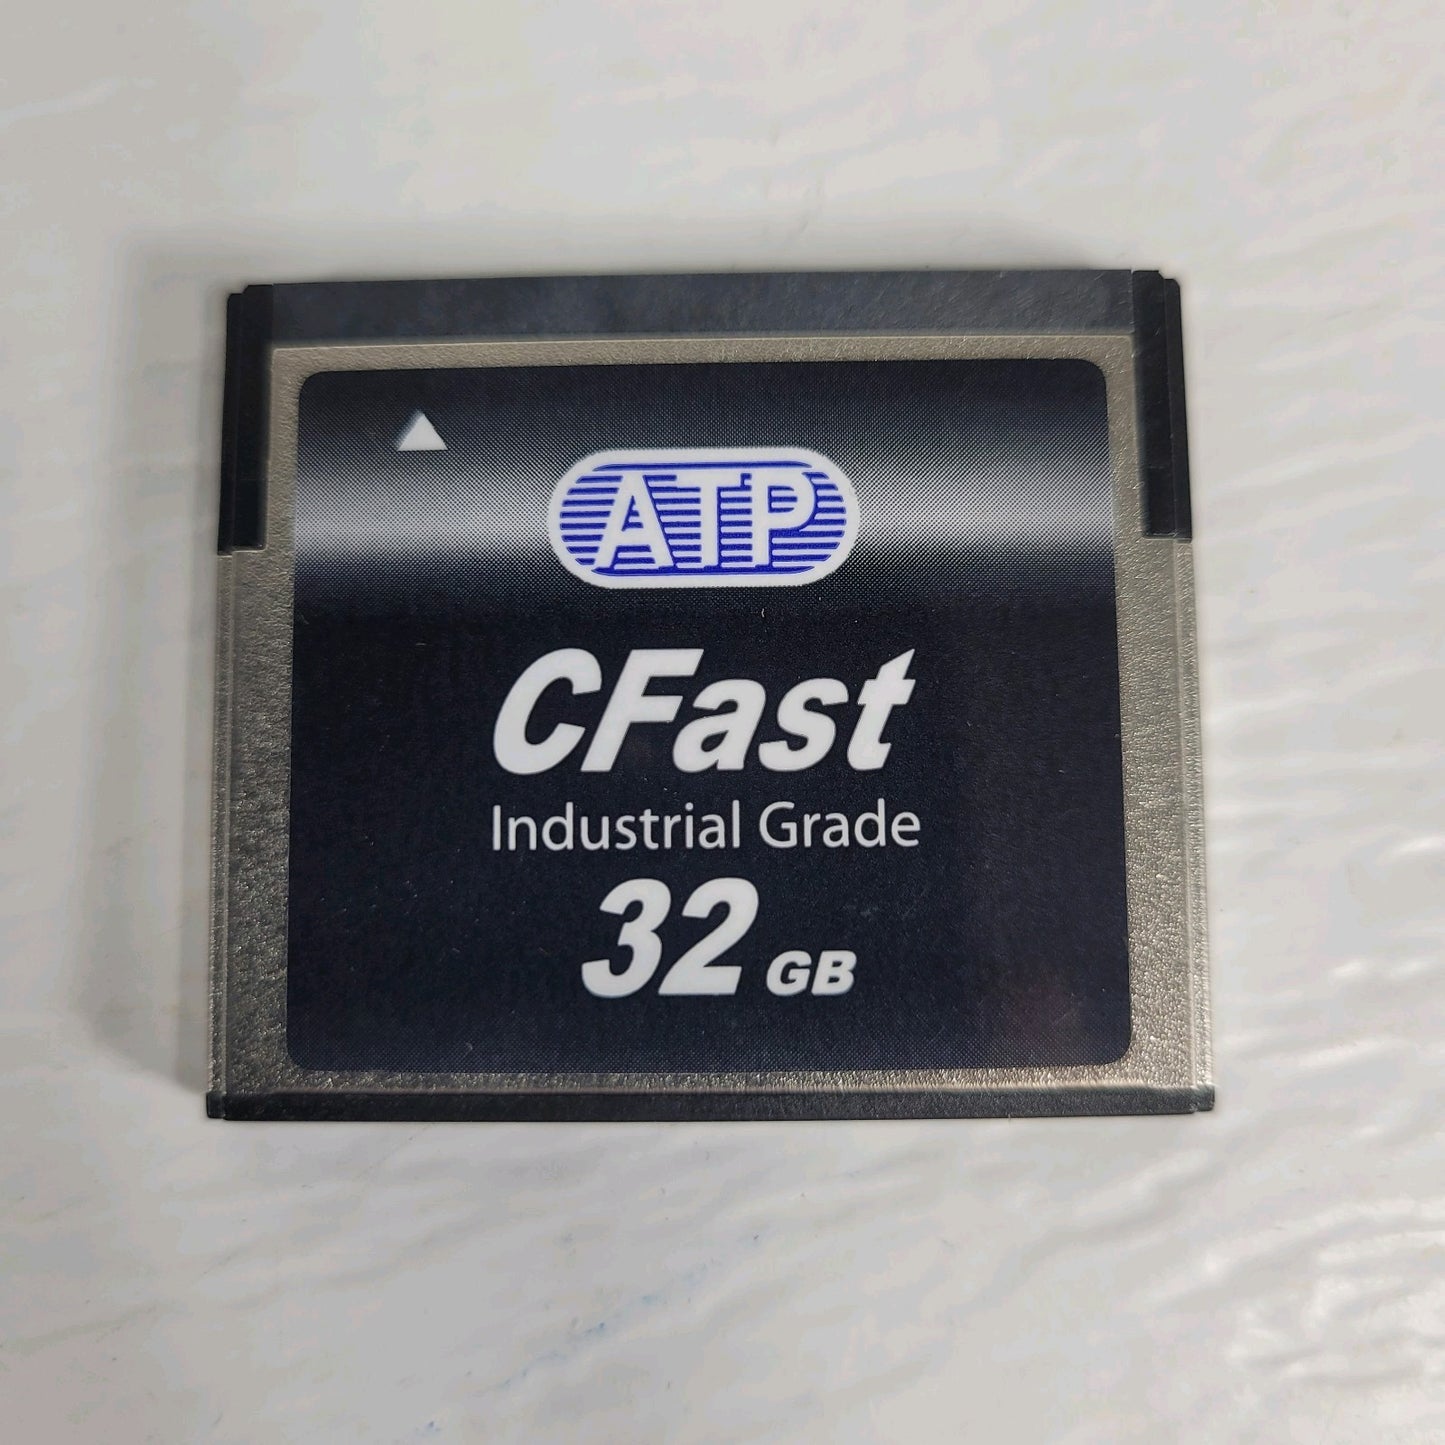 ATP
CFast
Industrial Grade
32 GB